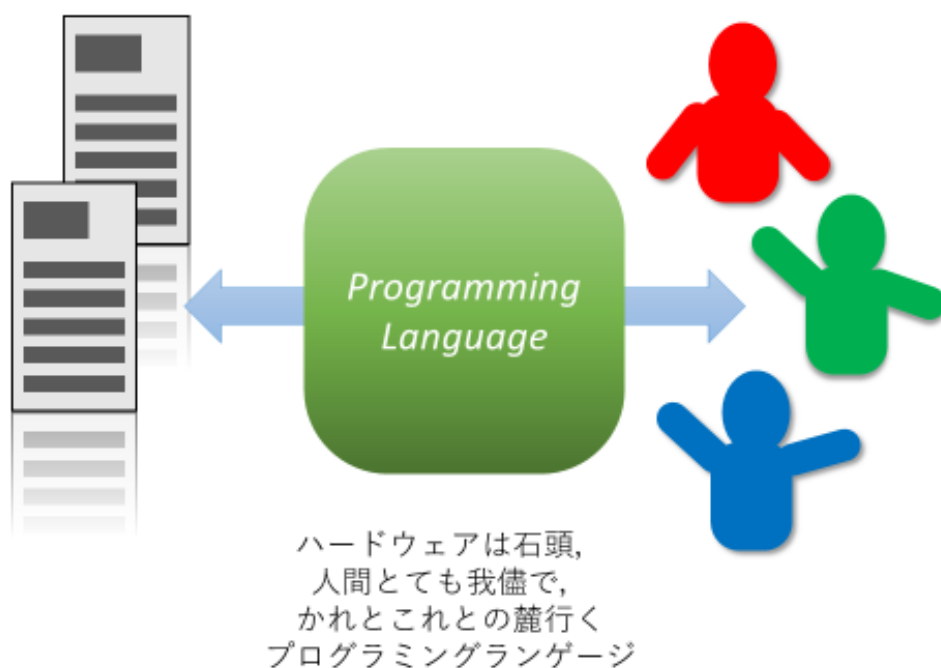 Programming
Language
ハードウェアは石頭,
人間とても我儘で,
かれとこれとの麓行く
プログラミングランゲージ